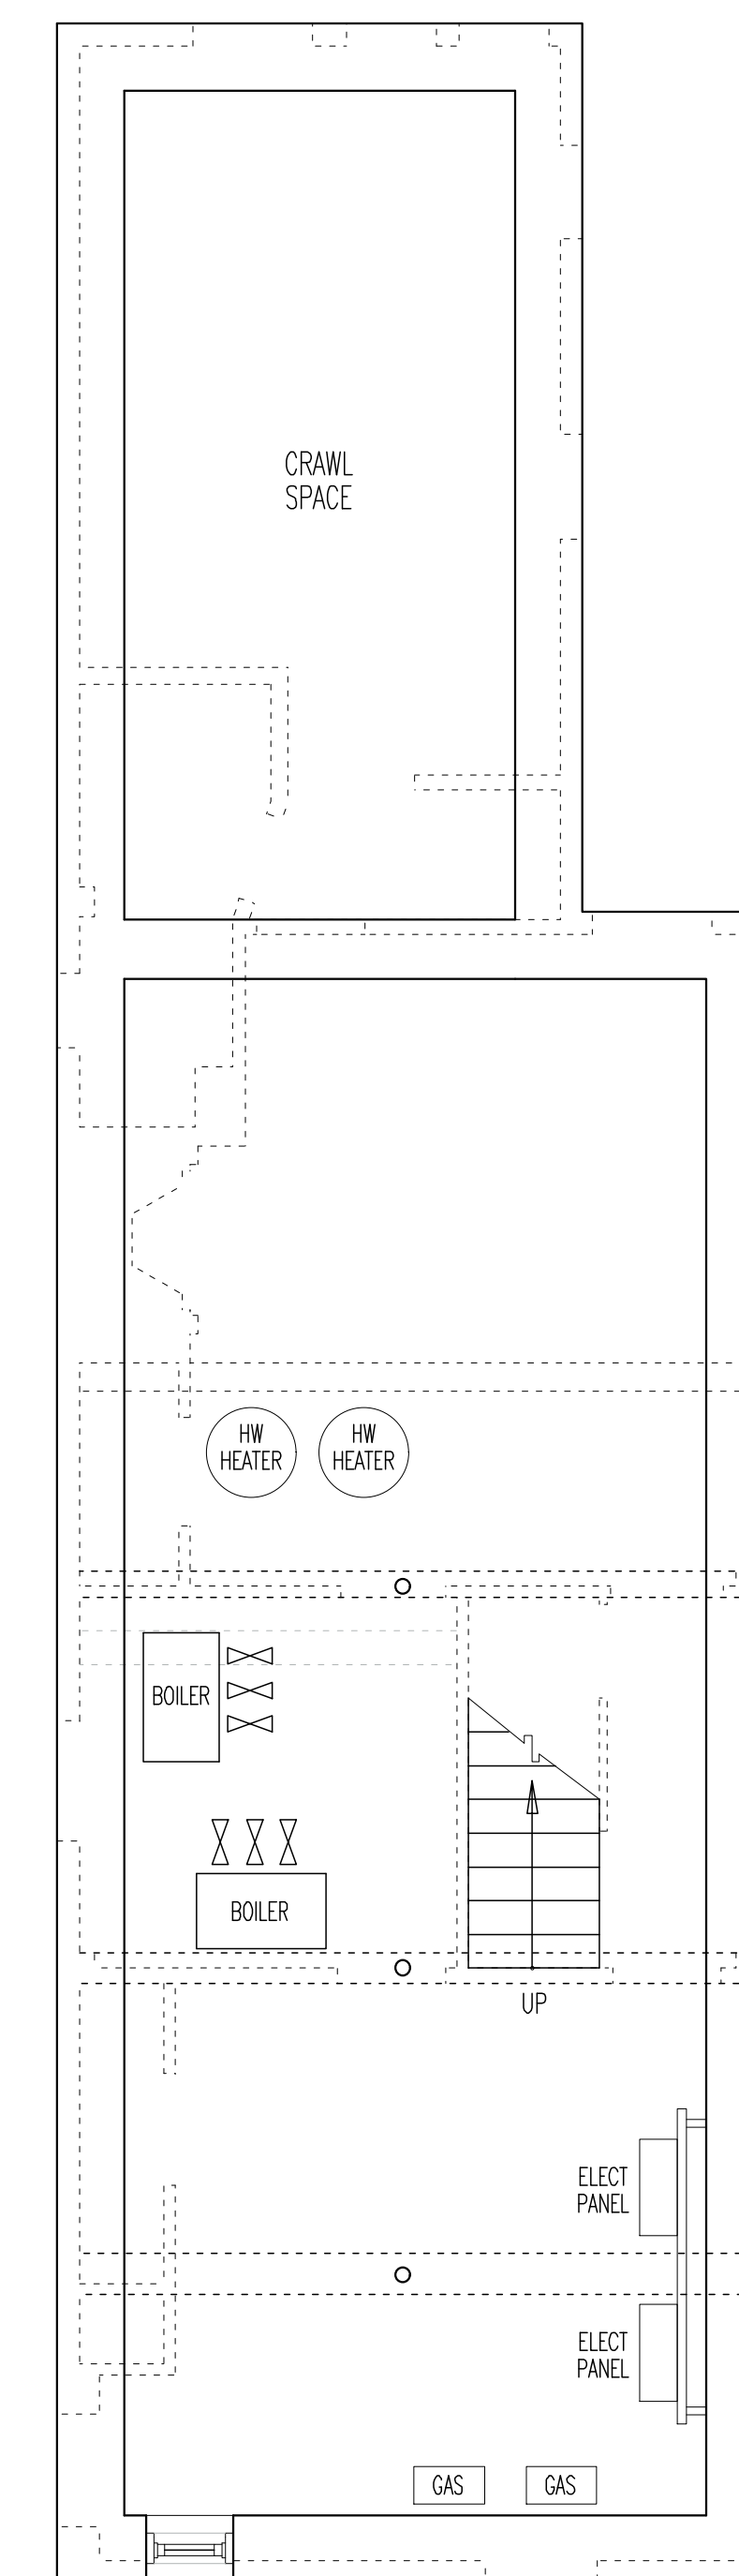 CRAWL
SPACE
HW
HEATER
HW
HEATER
BOILER
BOILER
UP
ELECT
PANEL
ELECT
PANEL
GAS
GAS